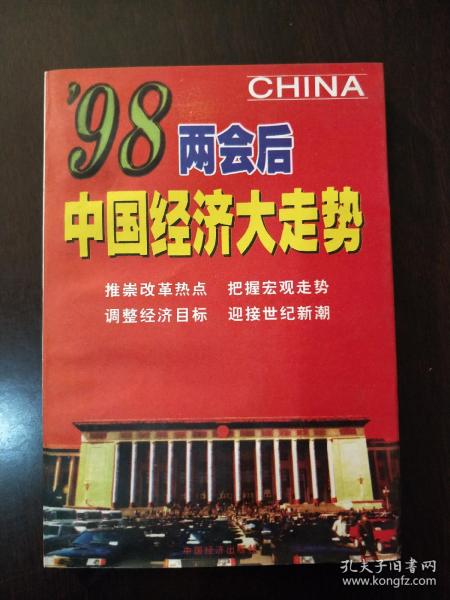 CHINA
'98 两会后
中国经济大走势
推崇改革热点 把握宏观走势
调整经济目标 迎接世纪新潮
中国经济出版社
孔夫子旧书网
www.kongfz.com